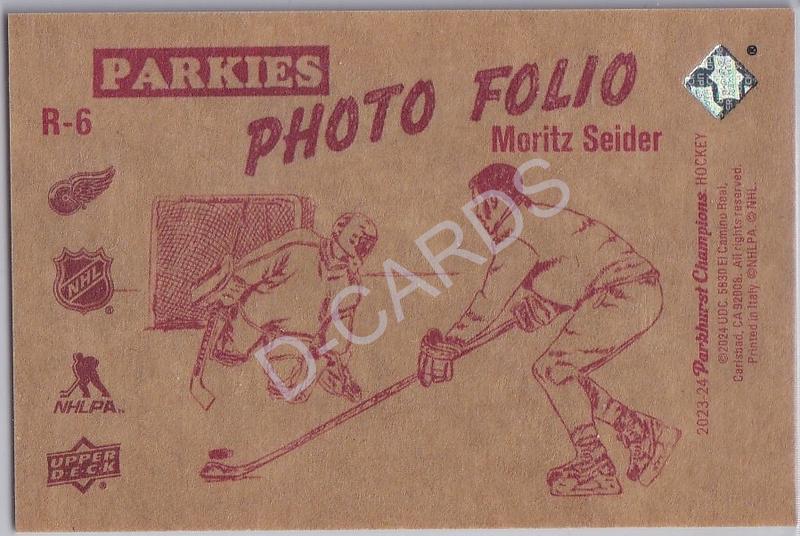 PARKIES
PHOTO FOLIO
R-6
Moritz Seider
NHL
NHLPA
UPPER
D·E·C·K
D-CARDS
2023-24 Parkhurst Champions HOCKEY
©2024 UDC. 5830 El Camino Real,
Carlsbad, CA 92008. All rights reserved.
Printed in Italy ©NHLPA © NHL
®